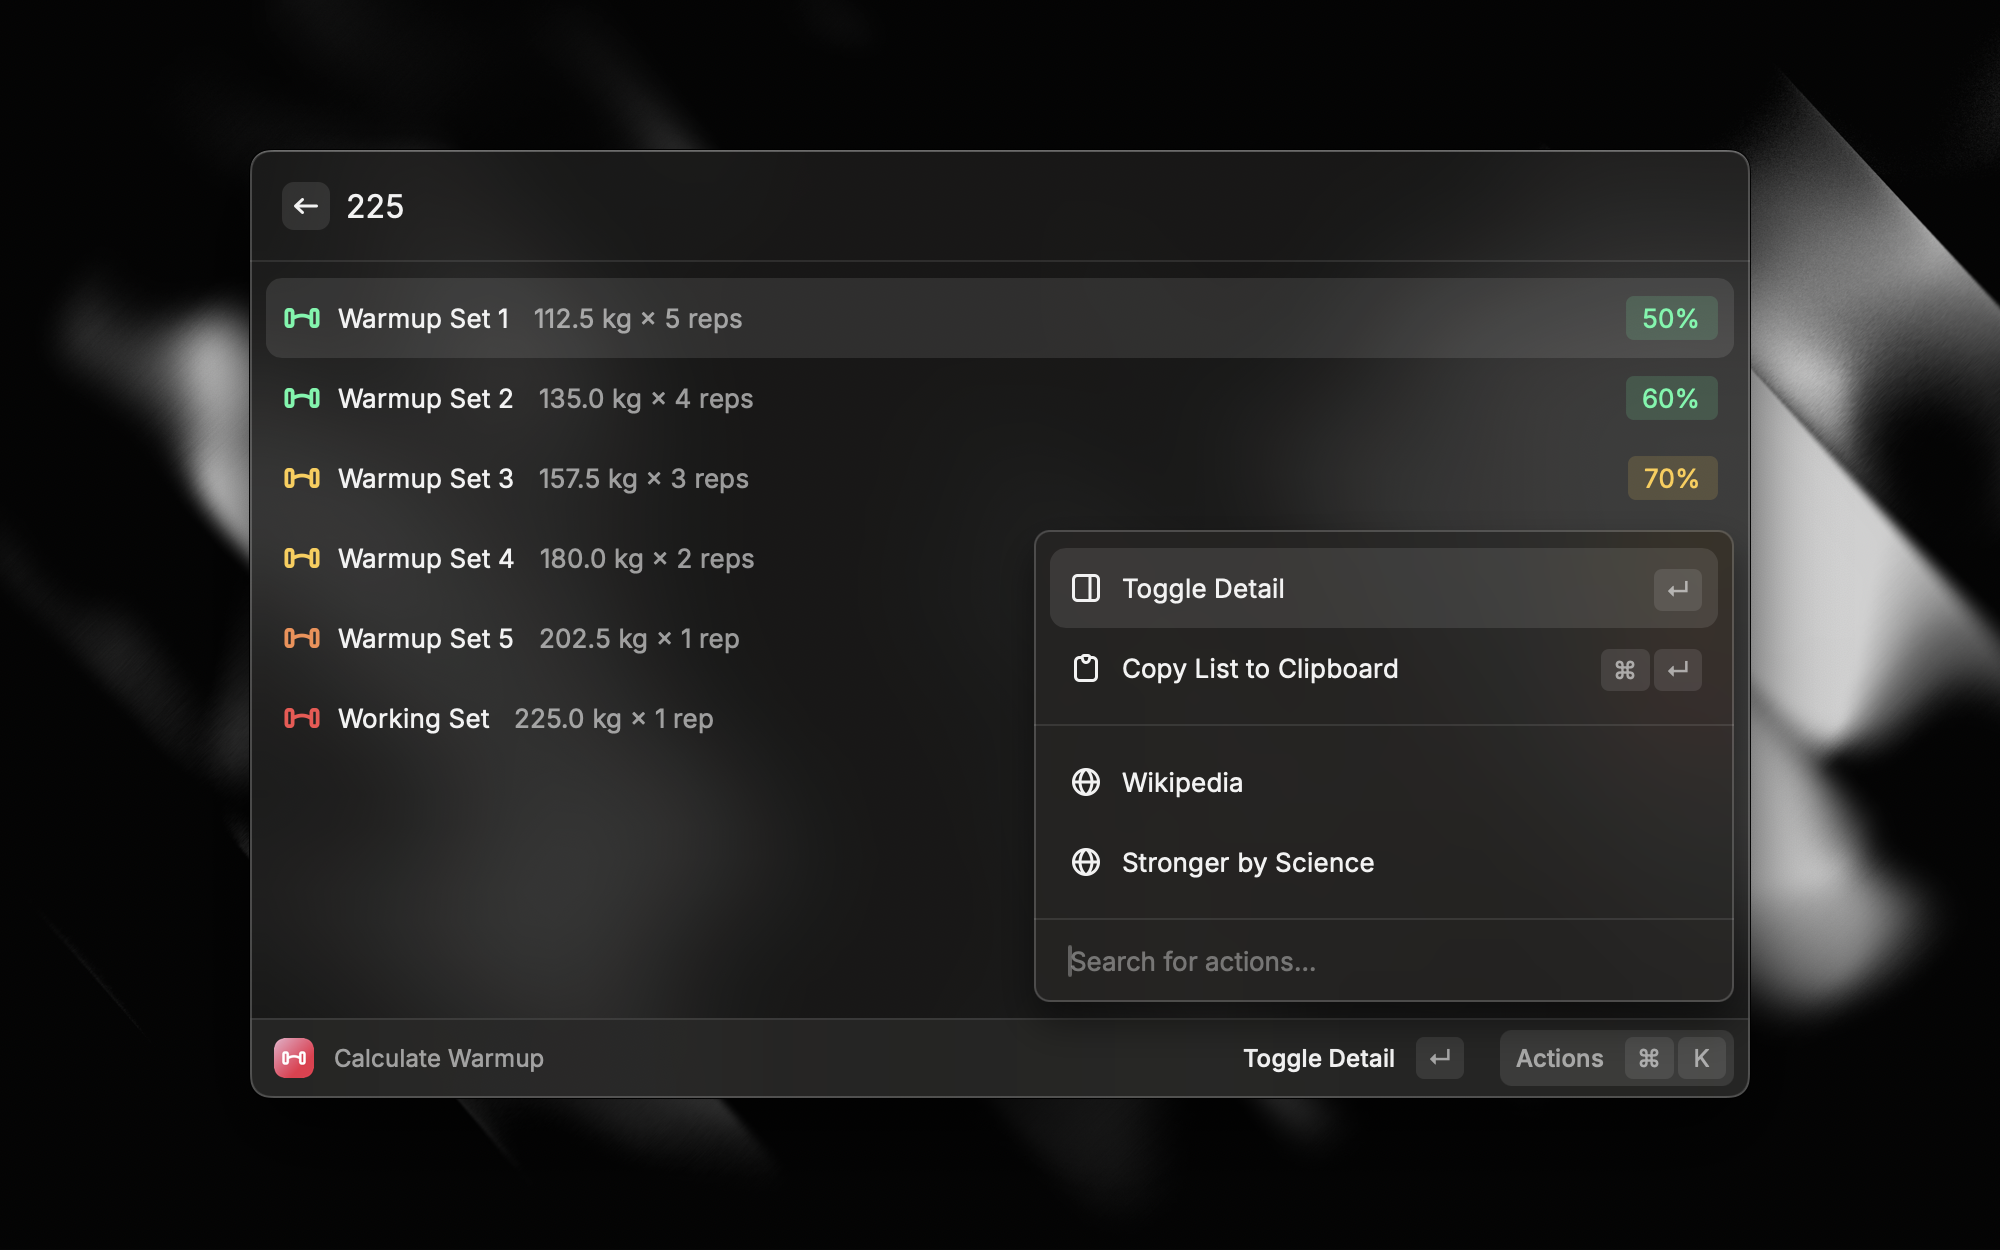 225
Warmup Set 1 112.5 kg × 5 reps 50%
Warmup Set 2 135.0 kg × 4 reps 60%
Warmup Set 3 157.5 kg × 3 reps 70%
Warmup Set 4 180.0 kg × 2 reps
Warmup Set 5 202.5 kg × 1 rep
Working Set 225.0 kg × 1 rep
Toggle Detail ↵
Copy List to Clipboard ⌘ ↵
Wikipedia
Stronger by Science
Search for actions...
Calculate Warmup Toggle Detail ↵ Actions ⌘ K